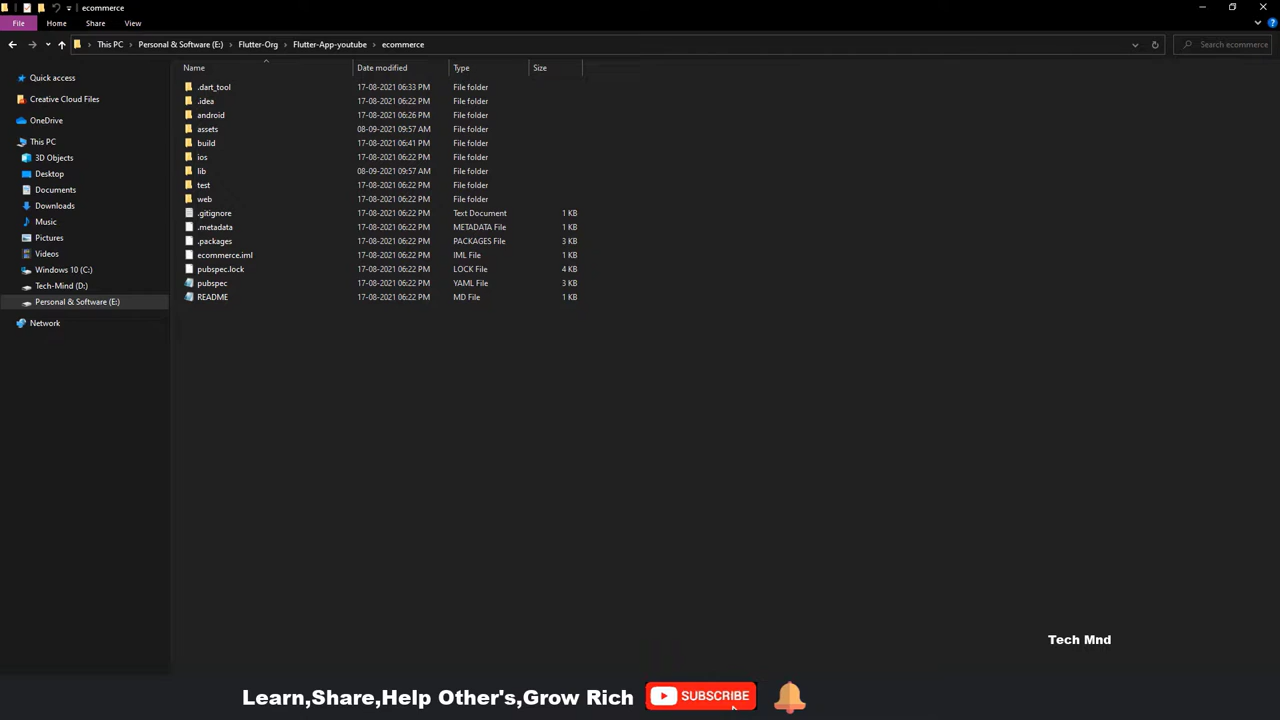 ecommerce
File Home Share View
This PC Personal & Software (E:) Flutter-Org Flutter-App-youtube ecommerce Search ecommerce
Name Date modified Type Size
Quick access
Creative Cloud Files
OneDrive
This PC
3D Objects
Desktop
Documents
Downloads
Music
Pictures
Videos
Windows 10 (C:)
Tech-Mind (D:)
Personal & Software (E:)
Network
.dart_tool 17-08-2021 06:33 PM File folder
.idea 17-08-2021 06:22 PM File folder
android 17-08-2021 06:26 PM File folder
assets 08-09-2021 09:57 AM File folder
build 17-08-2021 06:41 PM File folder
ios 17-08-2021 06:22 PM File folder
lib 08-09-2021 09:57 AM File folder
test 17-08-2021 06:22 PM File folder
web 17-08-2021 06:22 PM File folder
.gitignore 17-08-2021 06:22 PM Text Document 1 KB
.metadata 17-08-2021 06:22 PM METADATA File 1 KB
.packages 17-08-2021 06:22 PM PACKAGES File 3 KB
ecommerce.iml 17-08-2021 06:22 PM IML File 1 KB
pubspec.lock 17-08-2021 06:22 PM LOCK File 4 KB
pubspec 17-08-2021 06:22 PM YAML File 3 KB
README 17-08-2021 06:22 PM MD File 1 KB
Tech Mnd
Learn,Share,Help Other's,Grow Rich SUBSCRIBE